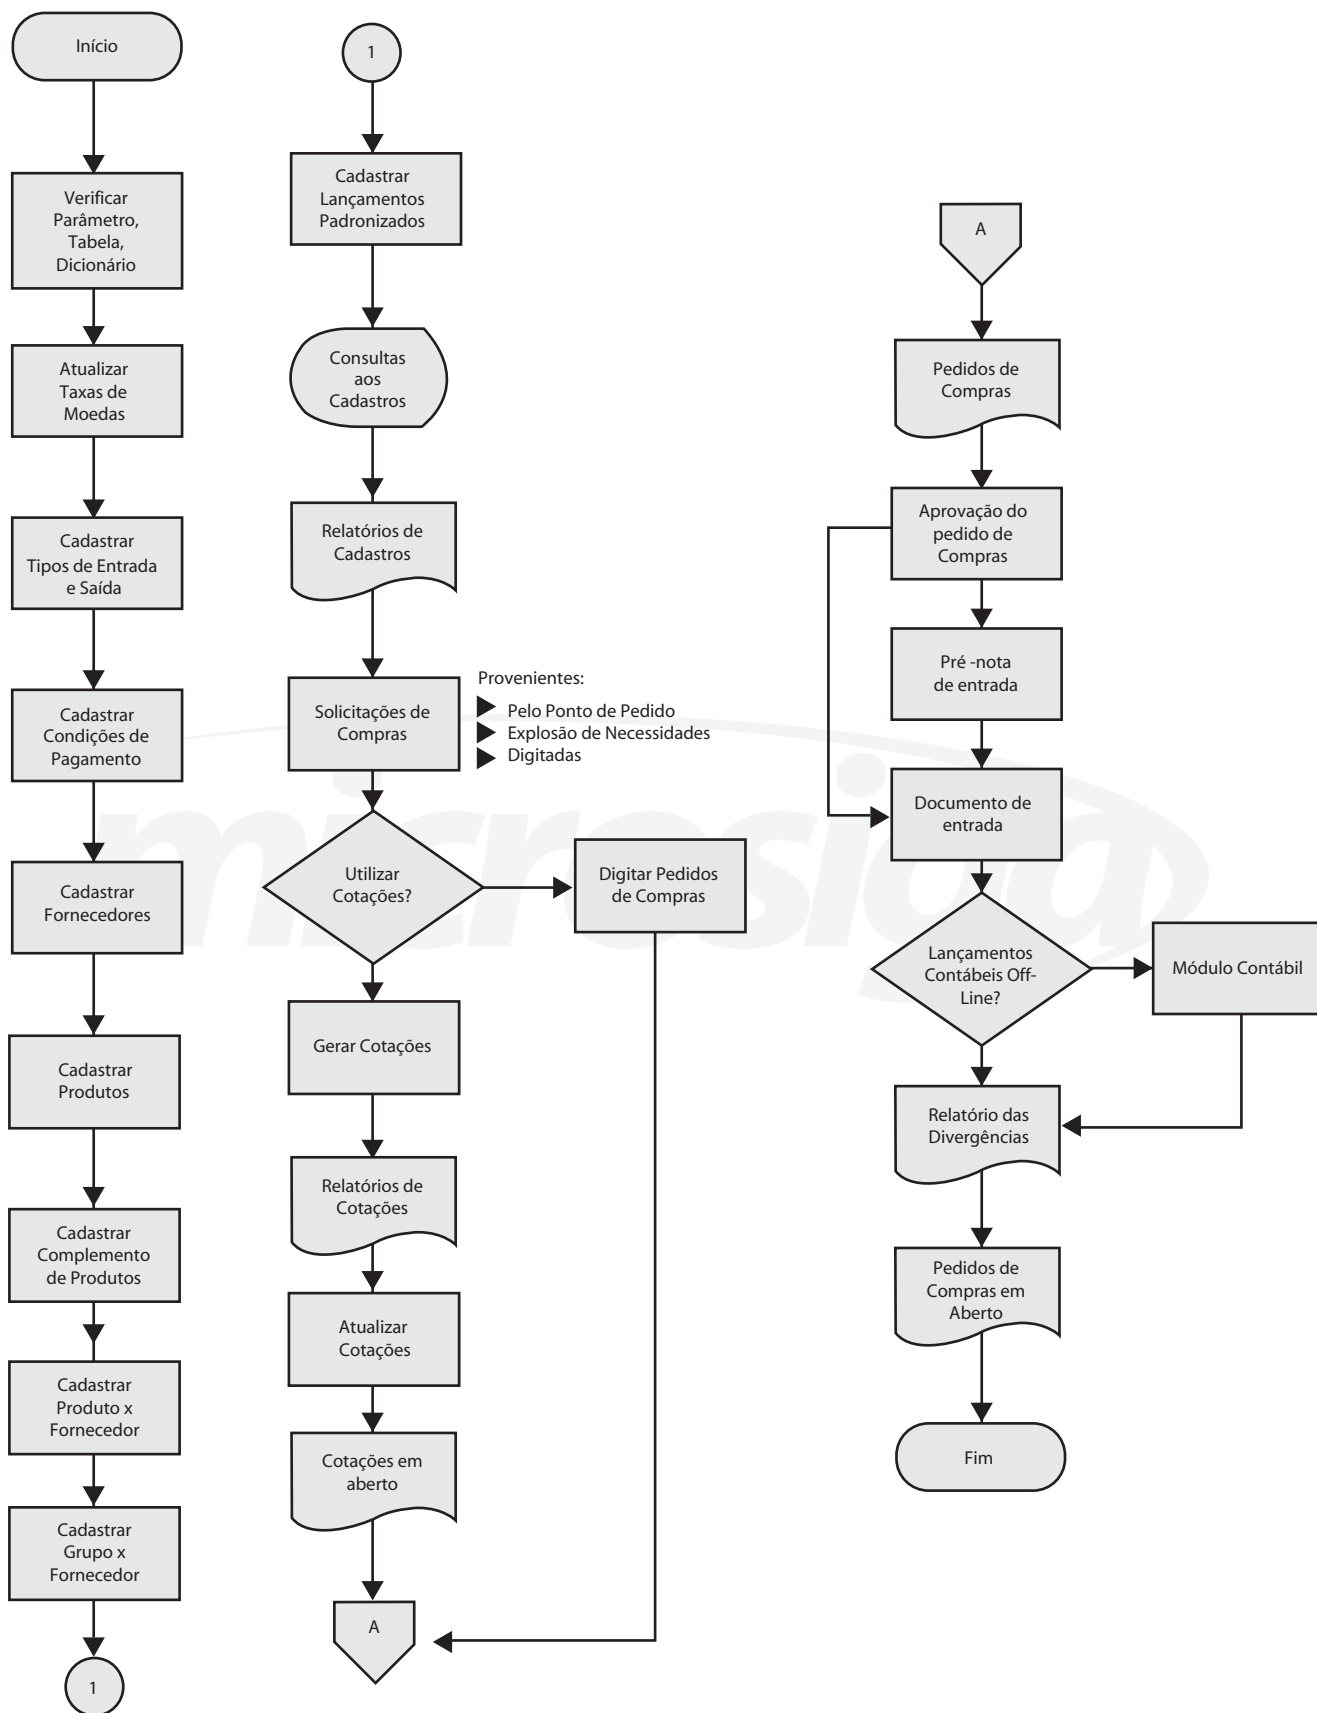 Início
Verificar
Parâmetro,
Tabela,
Dicionário
Atualizar
Taxas de
Moedas
Cadastrar
Tipos de Entrada
e Saída
Cadastrar
Condições de
Pagamento
Cadastrar
Fornecedores
Cadastrar
Produtos
Cadastrar
Complemento
de Produtos
Cadastrar
Produto x
Fornecedor
Cadastrar
Grupo x
Fornecedor
1
1
Cadastrar
Lançamentos
Padronizados
Consultas
aos
Cadastros
Relatórios de
Cadastros
Solicitações de
Compras
Provenientes:
Pelo Ponto de Pedido
Explosão de Necessidades
Digitadas
Utilizar
Cotações?
Digitar Pedidos
de Compras
Gerar Cotações
Relatórios de
Cotações
Atualizar
Cotações
Cotações em
aberto
A
A
Pedidos de
Compras
Aprovação do
pedido de
Compras
Pré -nota
de entrada
Documento de
entrada
Lançamentos
Contábeis Off-
Line?
Módulo Contábil
Relatório das
Divergências
Pedidos de
Compras em
Aberto
Fim
microsiga